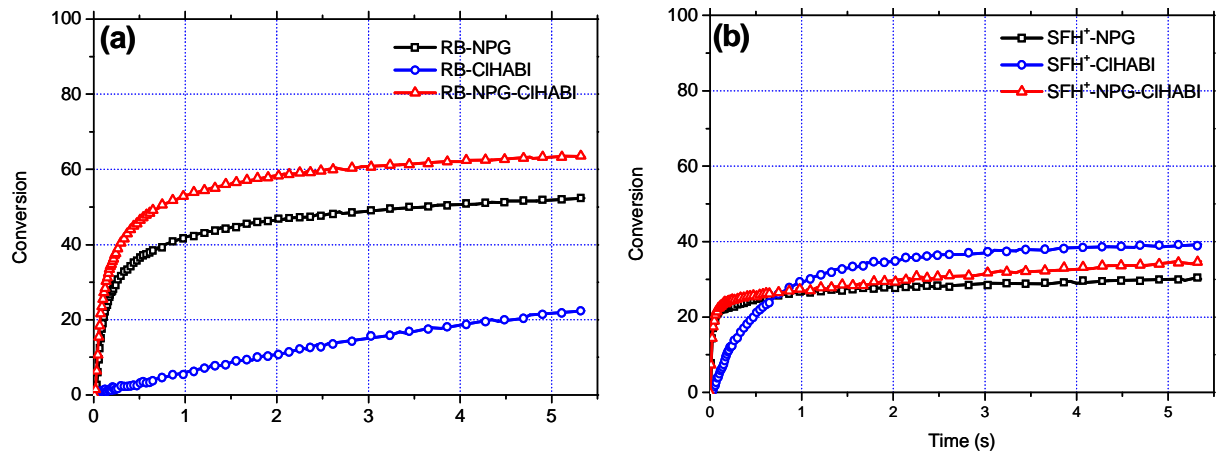 (a)
RB-NPG
RB-ClHABI
RB-NPG-ClHABI
Conversion
100
80
60
40
20
0
0 1 2 3 4 5
(b)
SFH⁺-NPG
SFH⁺-ClHABI
SFH⁺-NPG-ClHABI
Conversion
100
80
60
40
20
0
0 1 2 3 4 5
Time (s)